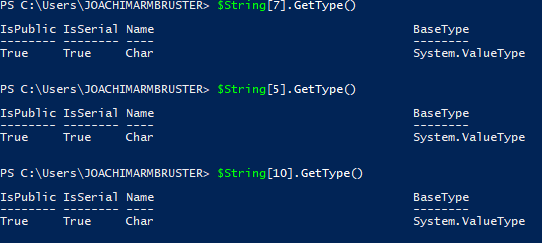 PS C:\Users\JOACHIMARMBRUSTER> $String[7].GetType()
IsPublic IsSerial Name BaseType
-------- -------- ---- --------
True True Char System.ValueType
PS C:\Users\JOACHIMARMBRUSTER> $String[5].GetType()
IsPublic IsSerial Name BaseType
-------- -------- ---- --------
True True Char System.ValueType
PS C:\Users\JOACHIMARMBRUSTER> $String[10].GetType()
IsPublic IsSerial Name BaseType
-------- -------- ---- --------
True True Char System.ValueType